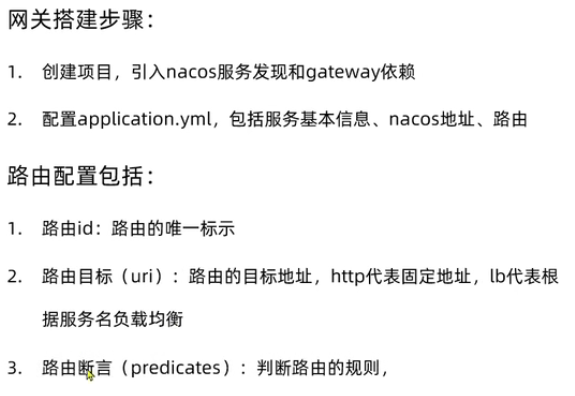 网关搭建步骤：
1. 创建项目，引入nacos服务发现和gateway依赖
2. 配置application.yml，包括服务基本信息、nacos地址、路由
路由配置包括：
1. 路由id：路由的唯一标示
2. 路由目标（uri）：路由的目标地址，http代表固定地址，lb代表根
据服务名负载均衡
3. 路由断言（predicates）：判断路由的规则，